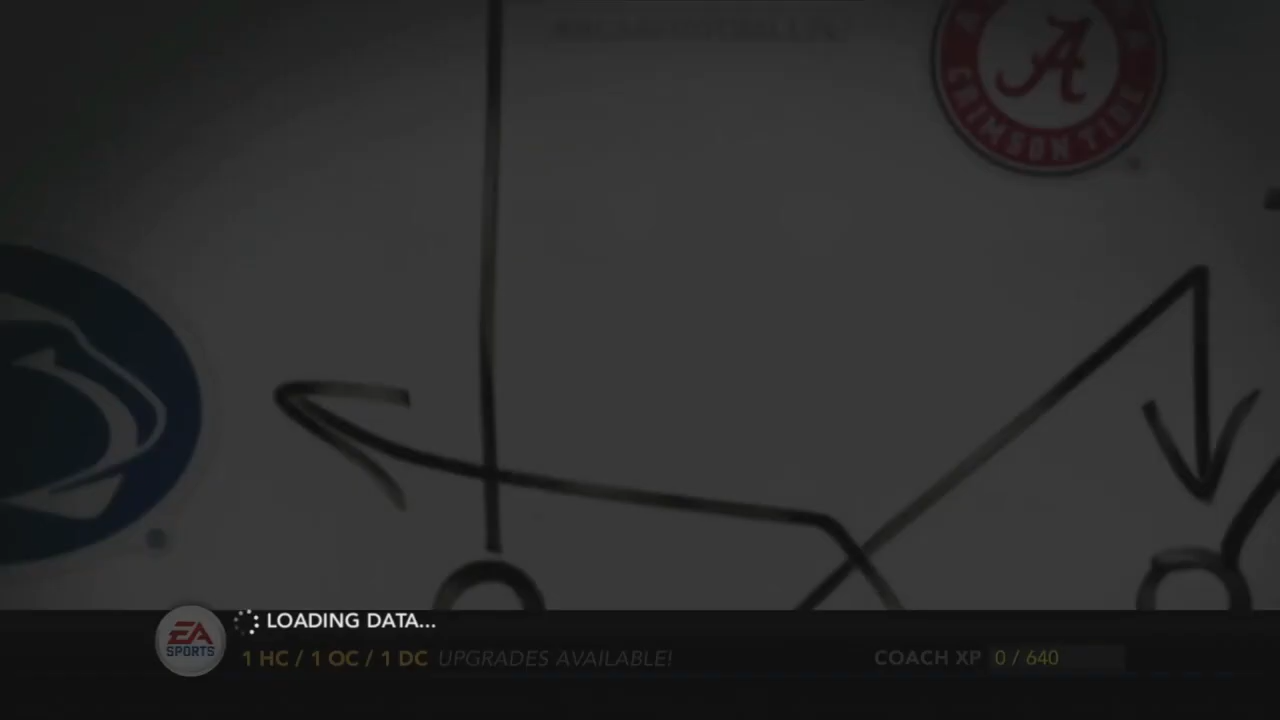 A
CRIMSON TIDE
LOADING DATA...
EA
SPORTS
1 HC / 1 OC / 1 DC UPGRADES AVAILABLE!
COACH XP 0 / 640